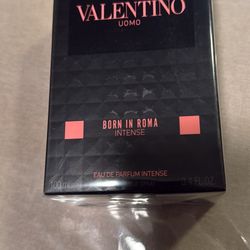 VALENTINO
UOMO
BORN IN ROMA
INTENSE
EAU DE PARFUM INTENSE